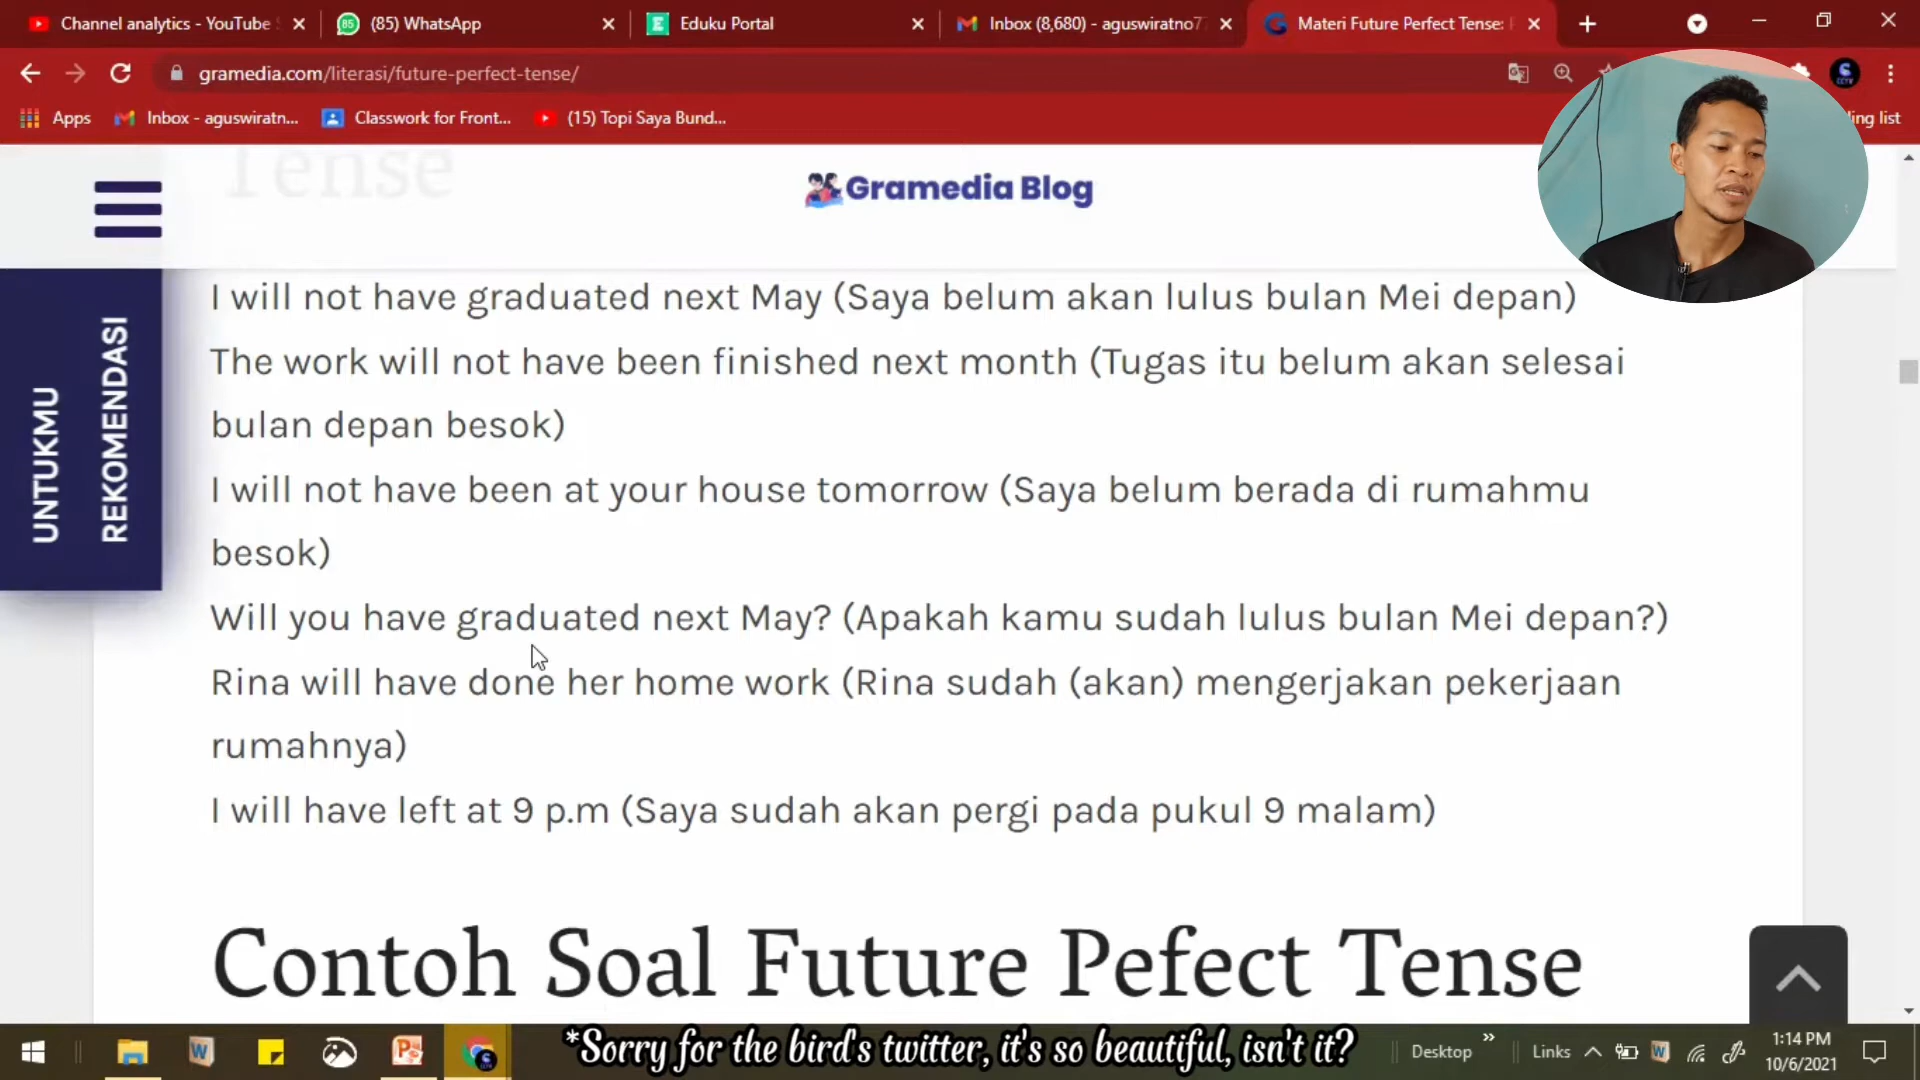 Channel analytics - YouTube S
(85) WhatsApp
Eduku Portal
Inbox (8,680) - aguswiratno7
Materi Future Perfect Tense: P
gramedia.com/literasi/future-perfect-tense/
Apps
Inbox - aguswiratn...
Classwork for Front...
(15) Topi Saya Bund...
ing list
Tense
Gramedia Blog
REKOMENDASI
UNTUKMU
I will not have graduated next May (Saya belum akan lulus bulan Mei depan)
The work will not have been finished next month (Tugas itu belum akan selesai
bulan depan besok)
I will not have been at your house tomorrow (Saya belum berada di rumahmu
besok)
Will you have graduated next May? (Apakah kamu sudah lulus bulan Mei depan?)
Rina will have done her home work (Rina sudah (akan) mengerjakan pekerjaan
rumahnya)
I will have left at 9 p.m (Saya sudah akan pergi pada pukul 9 malam)
Contoh Soal Future Pefect Tense
*Sorry for the bird's twitter, it's so beautiful, isn't it?
Desktop
Links
1:14 PM
10/6/2021